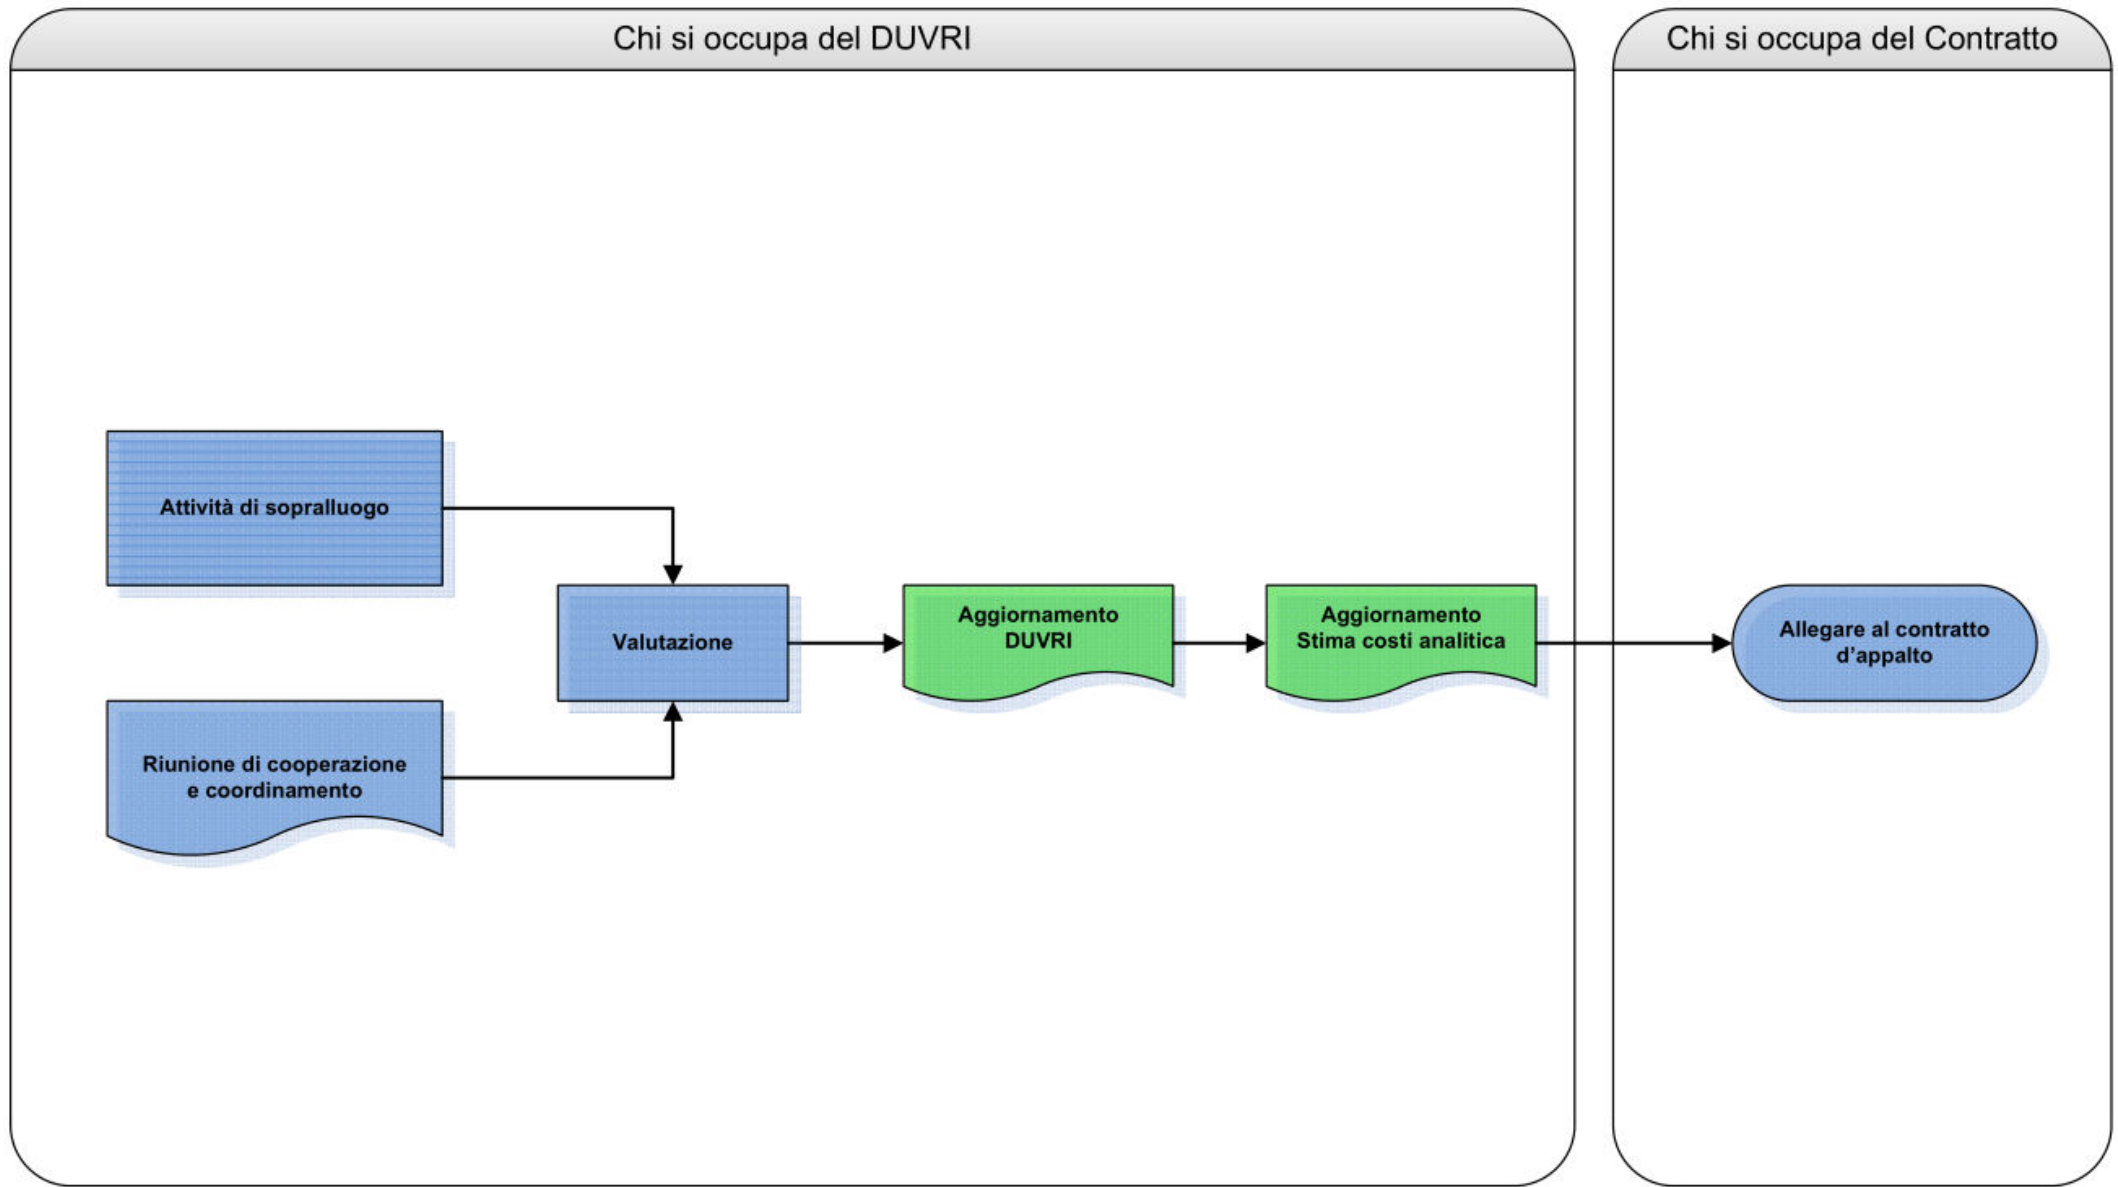 Chi si occupa del DUVRI
Chi si occupa del Contratto
Attività di sopralluogo
Riunione di cooperazione
e coordinamento
Valutazione
Aggiornamento
DUVRI
Aggiornamento
Stima costi analitica
Allegare al contratto
d'appalto